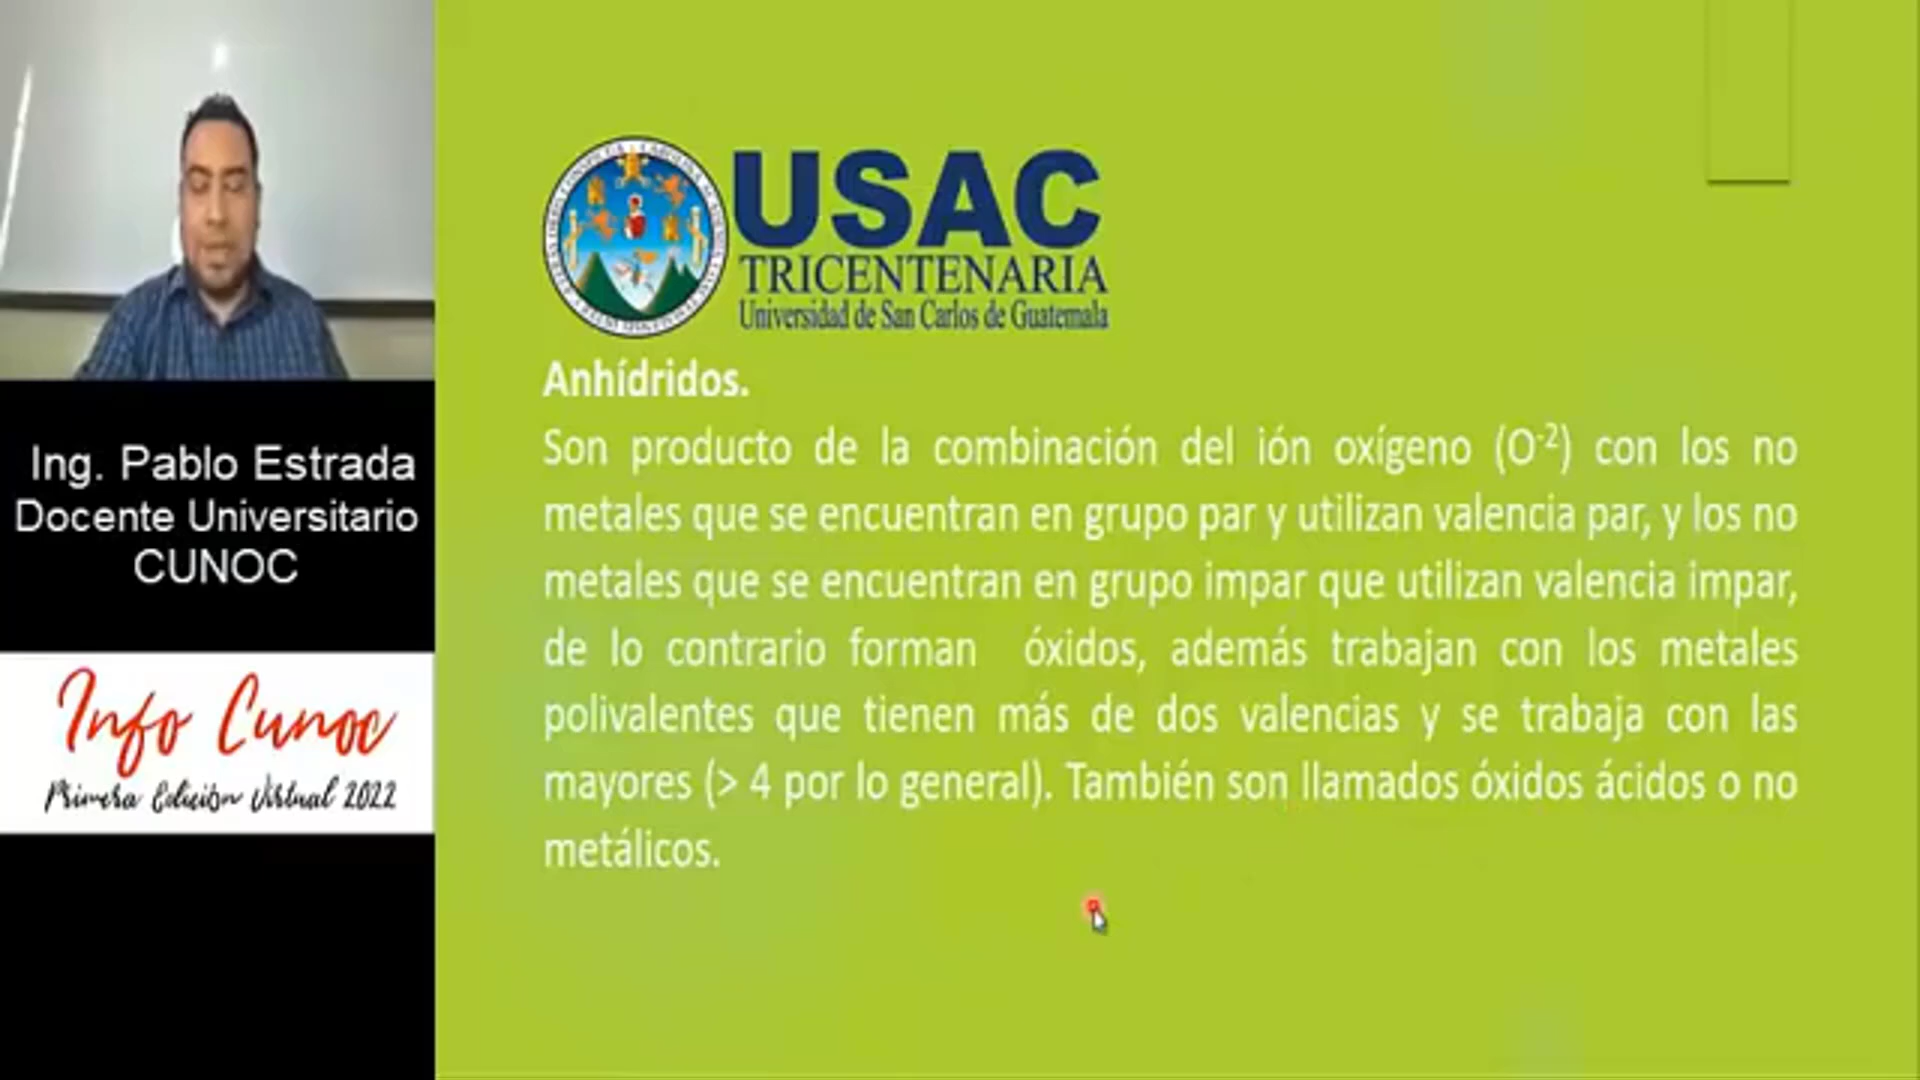 USAC
TRICENTENARIA
Universidad de San Carlos de Guatemala
Anhídridos.
Son producto de la combinación del ión oxígeno (O-2) con los no
metales que se encuentran en grupo par y utilizan valencia par, y los no
metales que se encuentran en grupo impar que utilizan valencia impar,
de lo contrario forman óxidos, además trabajan con los metales
polivalentes que tienen más de dos valencias y se trabaja con las
mayores (> 4 por lo general). También son llamados óxidos ácidos o no
metálicos.
Ing. Pablo Estrada
Docente Universitario
CUNOC
Info Cunoc
Primera Edición Virtual 2022